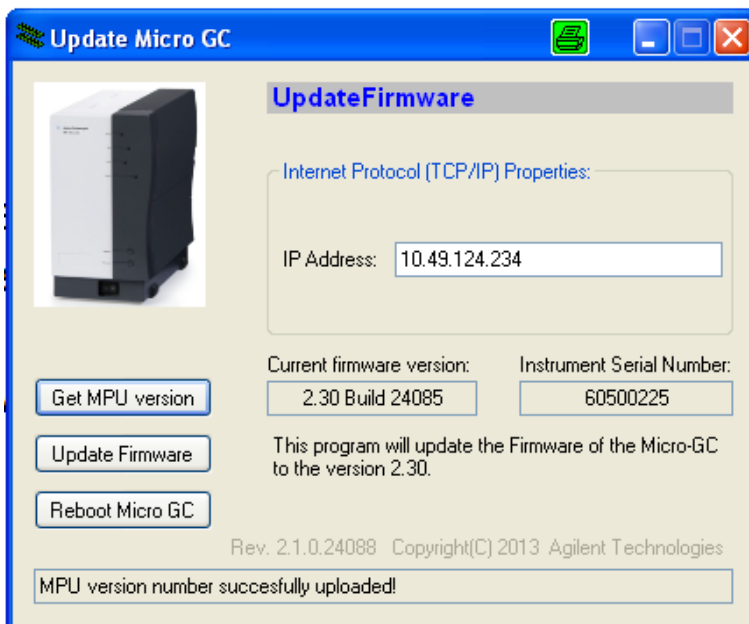 Update Micro GC
UpdateFirmware
Internet Protocol (TCP/IP) Properties:
IP Address: 10.49.124.234
Current firmware version: Instrument Serial Number:
Get MPU version 2.30 Build 24085 60500225
Update Firmware This program will update the Firmware of the Micro-GC
to the version 2.30.
Reboot Micro GC
Rev. 2.1.0.24088 Copyright(C) 2013 Agilent Technologies
MPU version number succesfully uploaded!